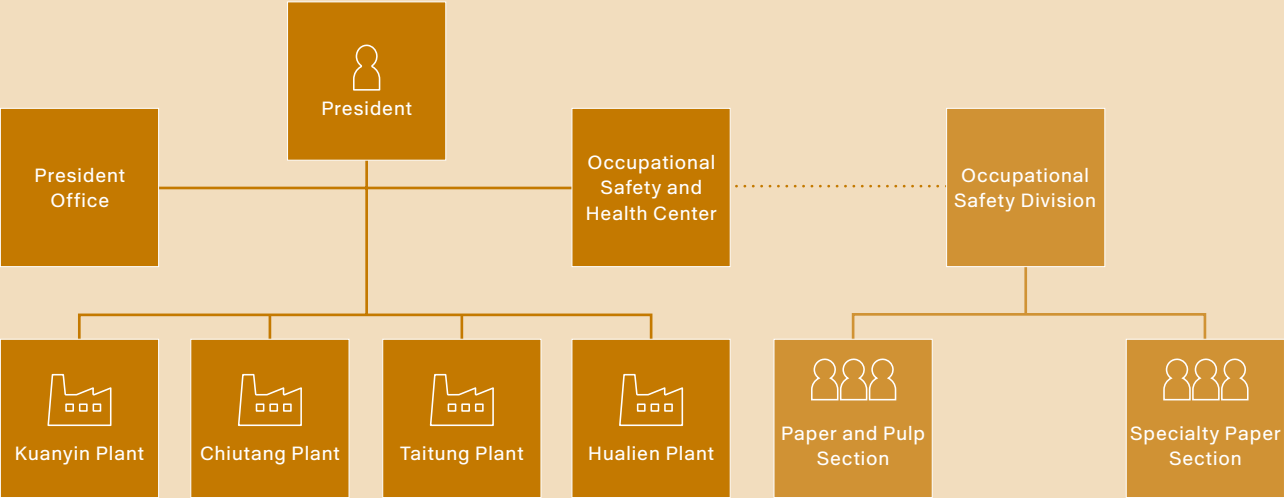 President
President
Office
Occupational
Safety and
Health Center
Occupational
Safety Division
Kuanyin Plant
Chiutang Plant
Taitung Plant
Hualien Plant
Paper and Pulp
Section
Specialty Paper
Section